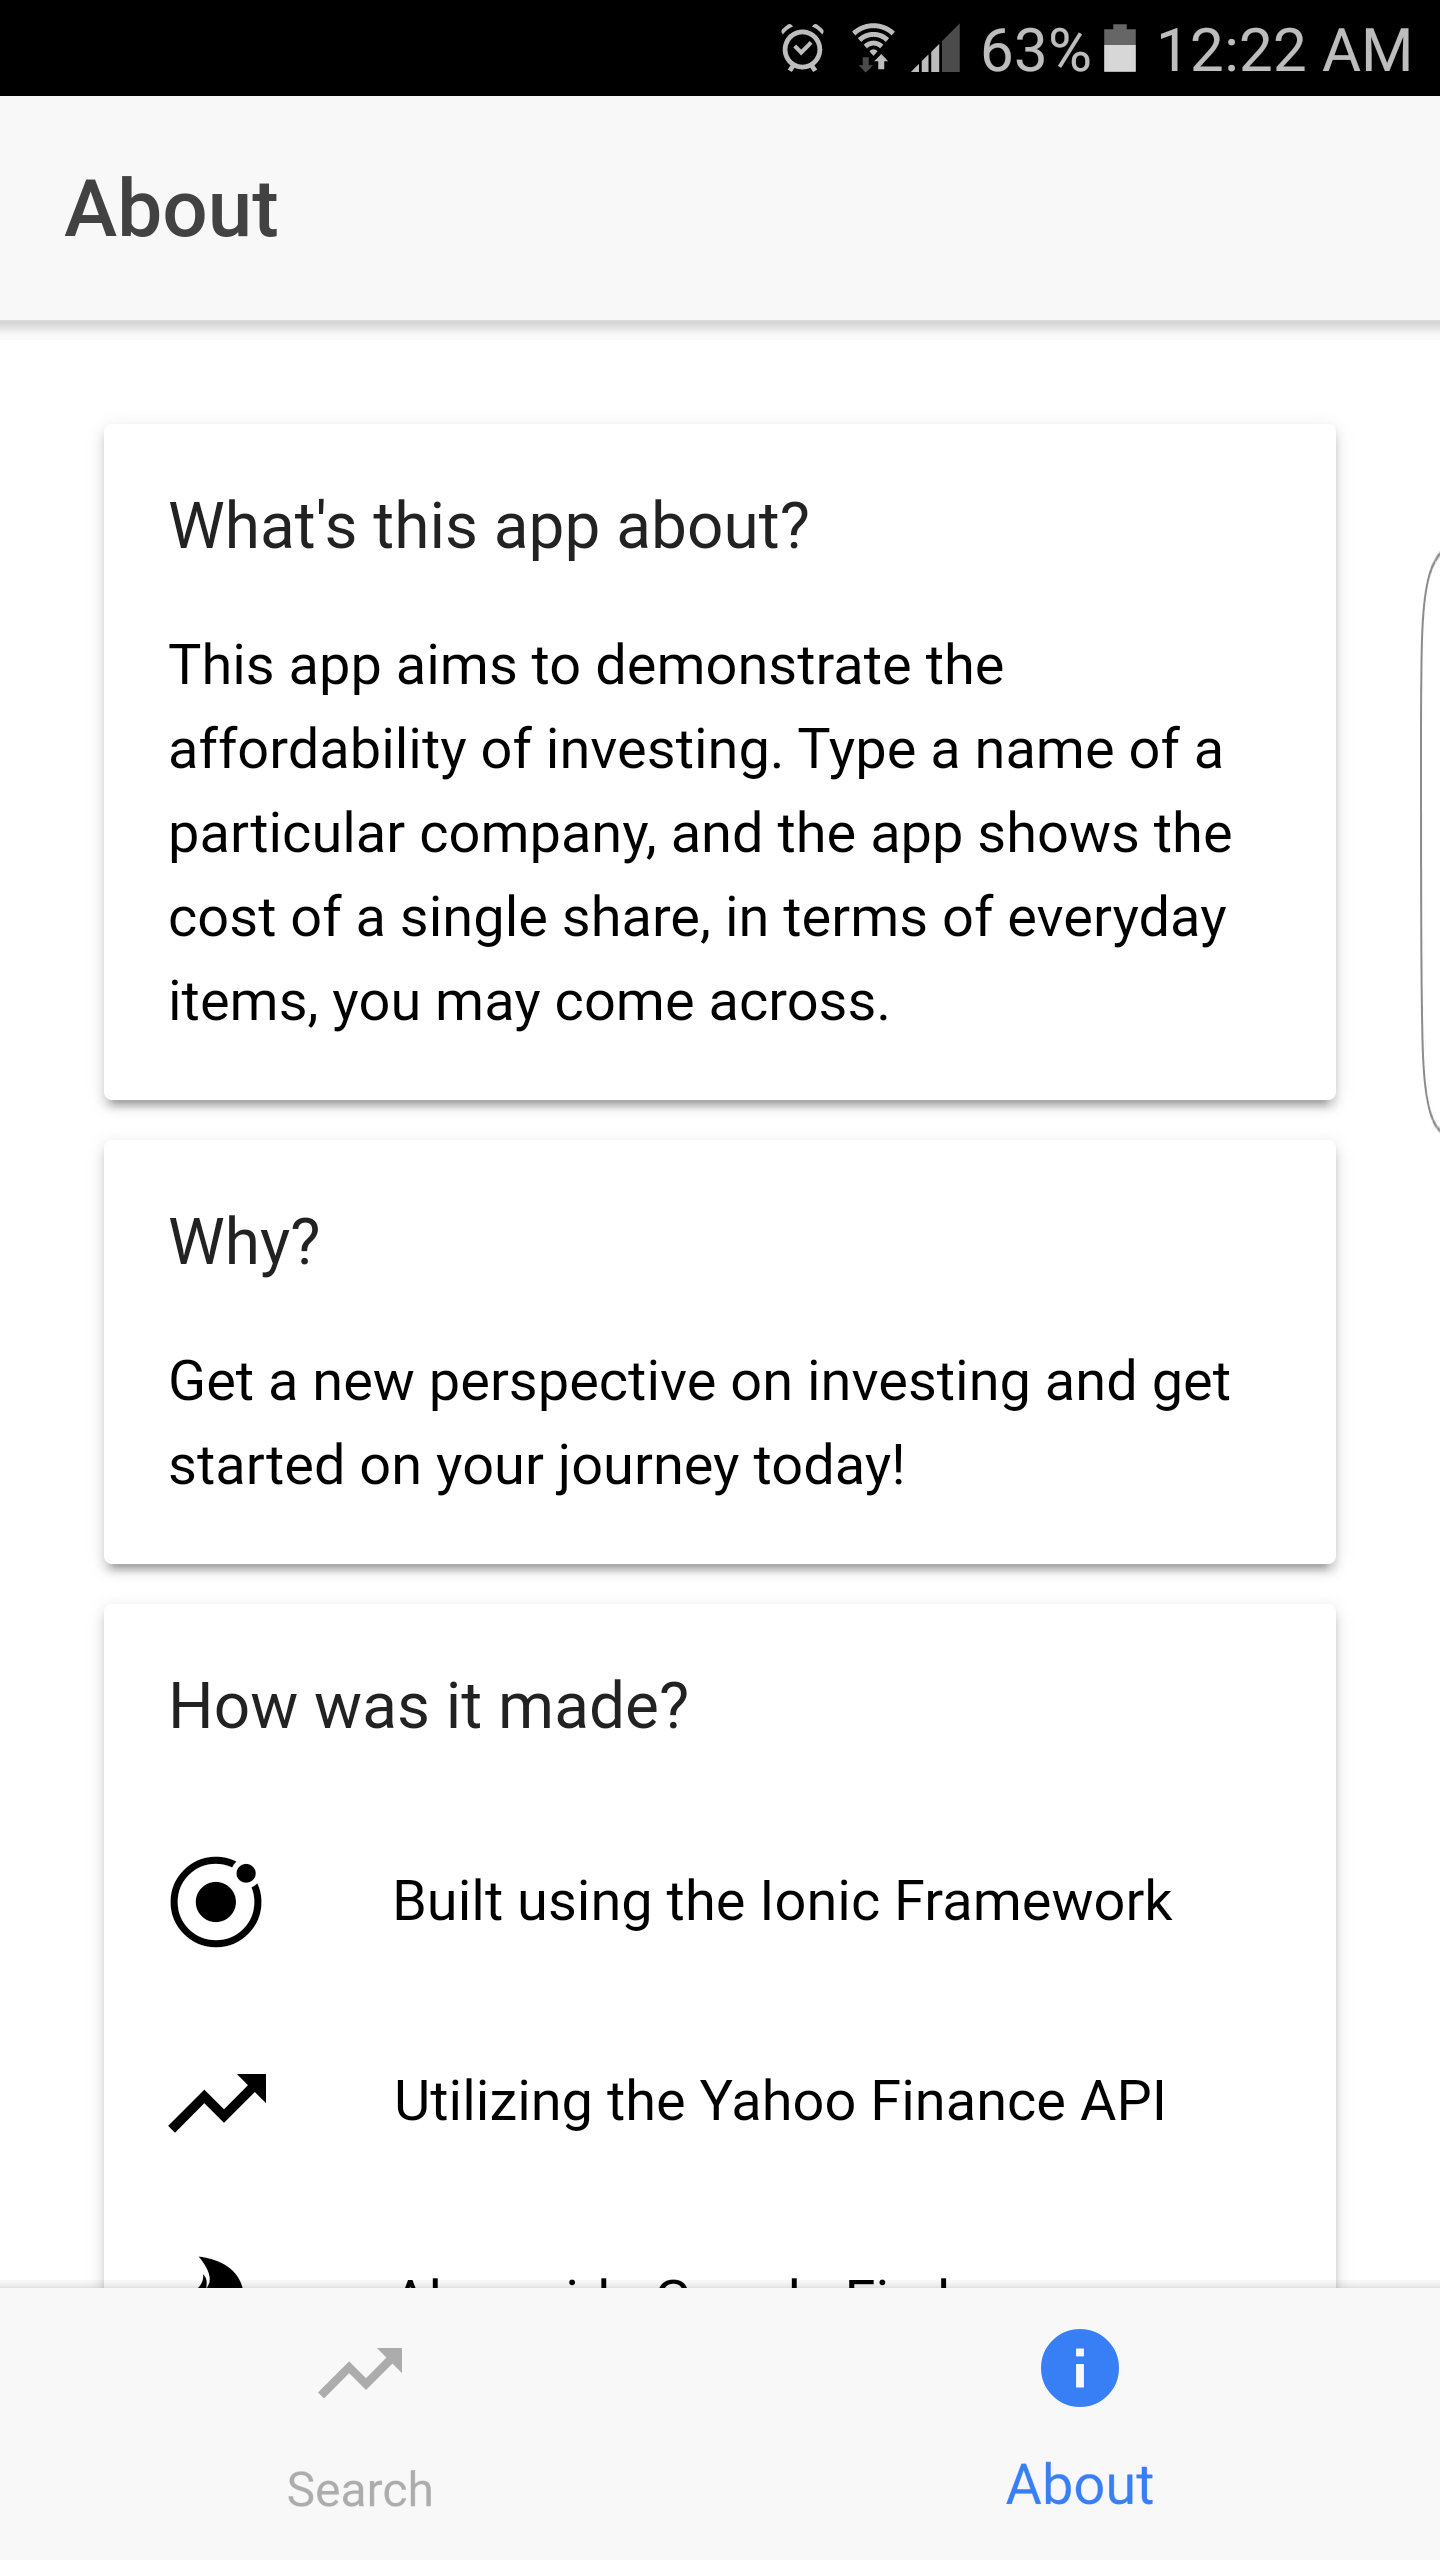 63% 12:22 AM
About
What's this app about?
This app aims to demonstrate the
affordability of investing. Type a name of a
particular company, and the app shows the
cost of a single share, in terms of everyday
items, you may come across.
Why?
Get a new perspective on investing and get
started on your journey today!
How was it made?
Built using the Ionic Framework
Utilizing the Yahoo Finance API
Search
About